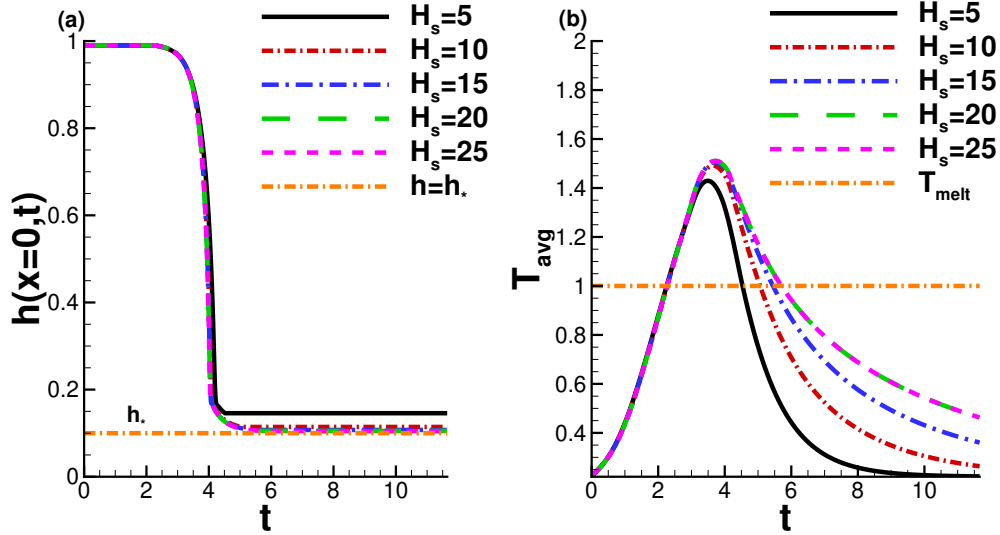 (a)
H_s=5
H_s=10
H_s=15
H_s=20
H_s=25
h=h_*
h_*
h(x=0,t)
1
0.8
0.6
0.4
0.2
0
0 2 4 6 8 10
t
(b)
H_s=5
H_s=10
H_s=15
H_s=20
H_s=25
T_melt
T_avg
2
1.8
1.6
1.4
1.2
1
0.8
0.6
0.4
0 2 4 6 8 10
t